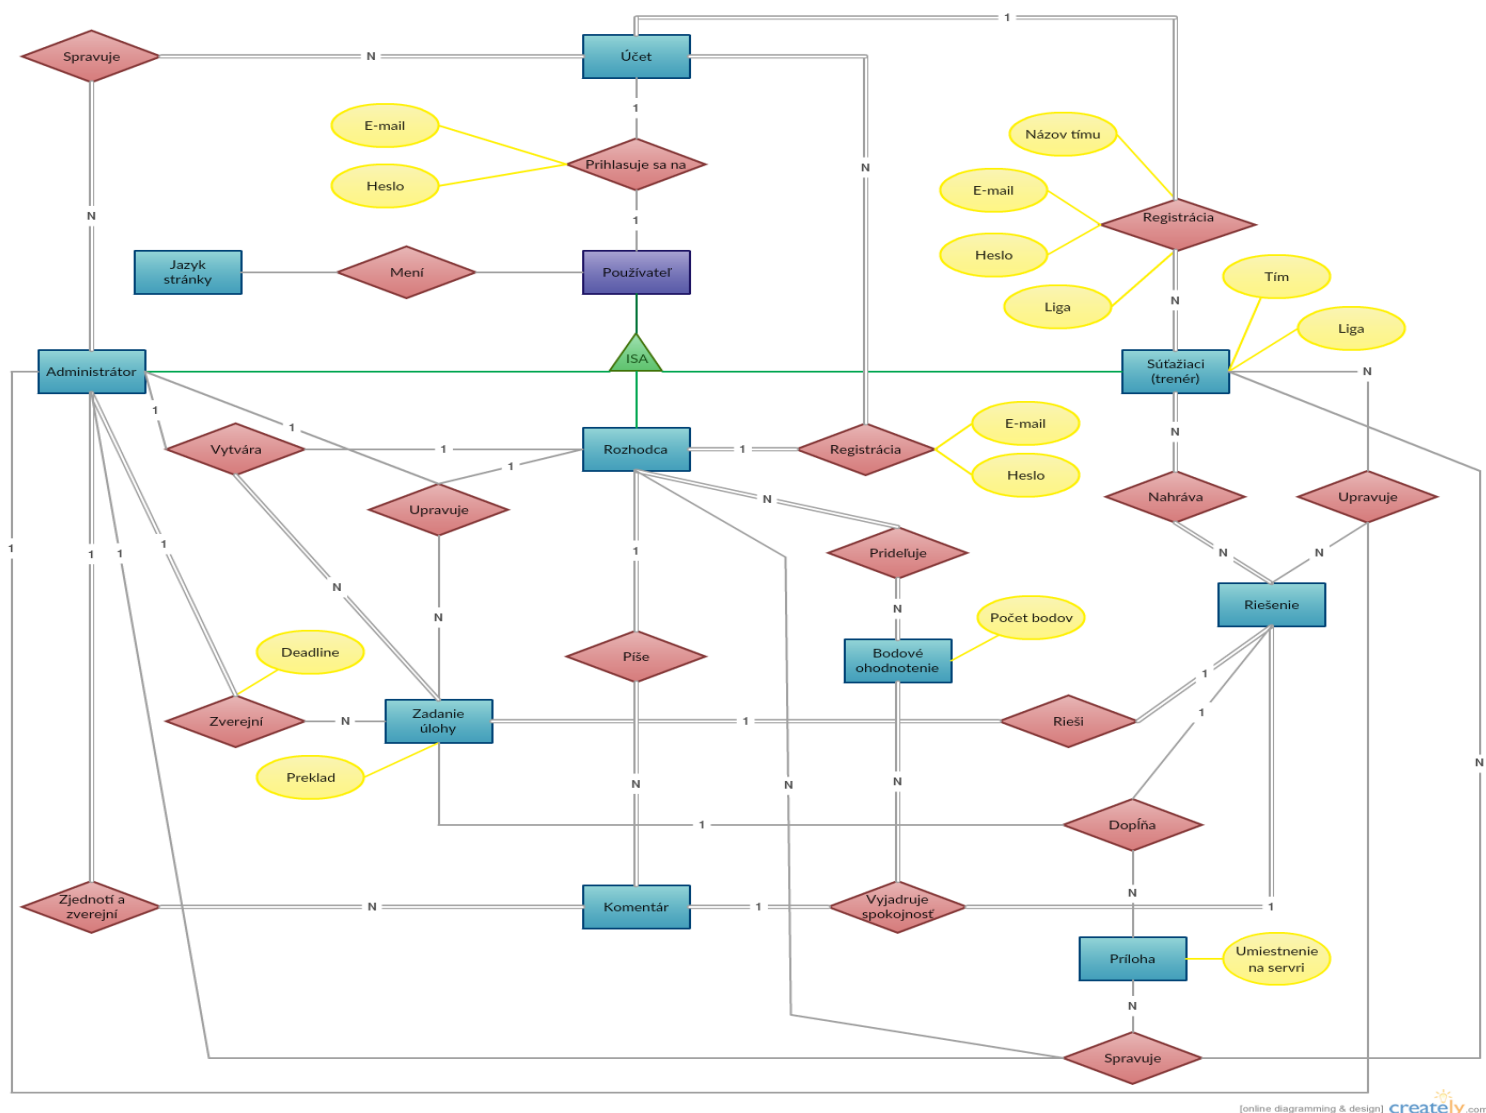 1
Spravuje
N
Účet
1
E-mail
Názov tímu
Prihlasuje sa na
N
Heslo
E-mail
N
1
Registrácia
Jazyk
stránky
Mení
Používateľ
Heslo
Tím
N
Liga
Liga
ISA
Administrátor
Súťažiaci
(trenér)
N
1
1
E-mail
N
Vytvára
1
Rozhodca
1
Registrácia
1
Heslo
N
Nahráva
Upravuje
Upravuje
1
1
1
1
1
Prideľuje
N
N
N
N
N
Riešenie
Počet bodov
Deadline
Píše
Bodové
ohodnotenie
1
1
Zverejní
N
Zadanie
úlohy
1
Rieši
N
Preklad
N
N
N
1
Dopĺňa
N
Zjednotí a
zverejní
N
Komentár
1
Vyjadruje
spokojnosť
1
Príloha
Umiestnenie
na servri
N
Spravuje
[online diagramming & design] creately.com